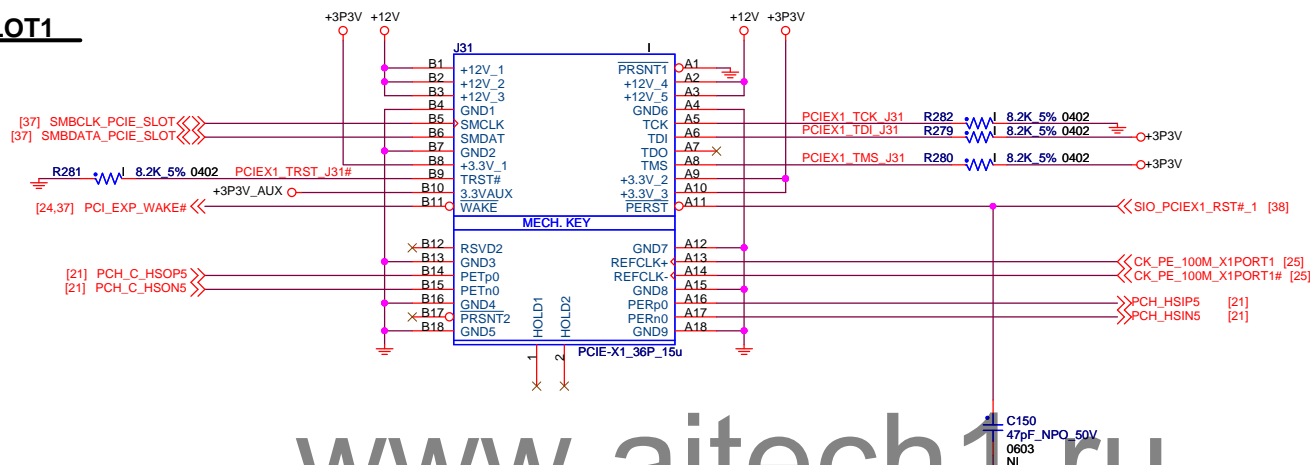 LOT1
+3P3V +12V
+12V +3P3V
J31 I
B1 +12V_1 PRSNT1 A1
B2 +12V_2 +12V_4 A2
B3 +12V_3 +12V_5 A3
B4 GND1 GND6 A4
[37] SMBCLK_PCIE_SLOT B5 SMCLK TCK A5 PCIEX1_TCK_J31 R282 I 8.2K_5% 0402
[37] SMBDATA_PCIE_SLOT B6 SMDAT TDI A6 PCIEX1_TDI_J31 R279 I 8.2K_5% 0402 +3P3V
B7 GND2 TDO A7
B8 +3.3V_1 TMS A8 PCIEX1_TMS_J31 R280 I 8.2K_5% 0402 +3P3V
R281 I 8.2K_5% 0402 PCIEX1_TRST_J31# B9 TRST# +3.3V_2 A9
+3P3V_AUX B10 3.3VAUX +3.3V_3 A10
[24,37] PCI_EXP_WAKE# B11 WAKE PERST A11 SIO_PCIEX1_RST#_1 [38]
MECH. KEY
B12 RSVD2 GND7 A12
B13 GND3 REFCLK+ A13 CK_PE_100M_X1PORT1 [25]
[21] PCH_C_HSOP5 B14 PETp0 REFCLK- A14 CK_PE_100M_X1PORT1# [25]
[21] PCH_C_HSON5 B15 PETn0 GND8 A15
B16 GND4 PERp0 A16 PCH_HSIP5 [21]
B17 PRSNT2 PERn0 A17 PCH_HSIN5 [21]
B18 GND5 GND9 A18
HOLD1 HOLD2
1 2
PCIE-X1_36P_15u
C150
47pF_NPO_50V
0603
NI
www.aitech1.ru